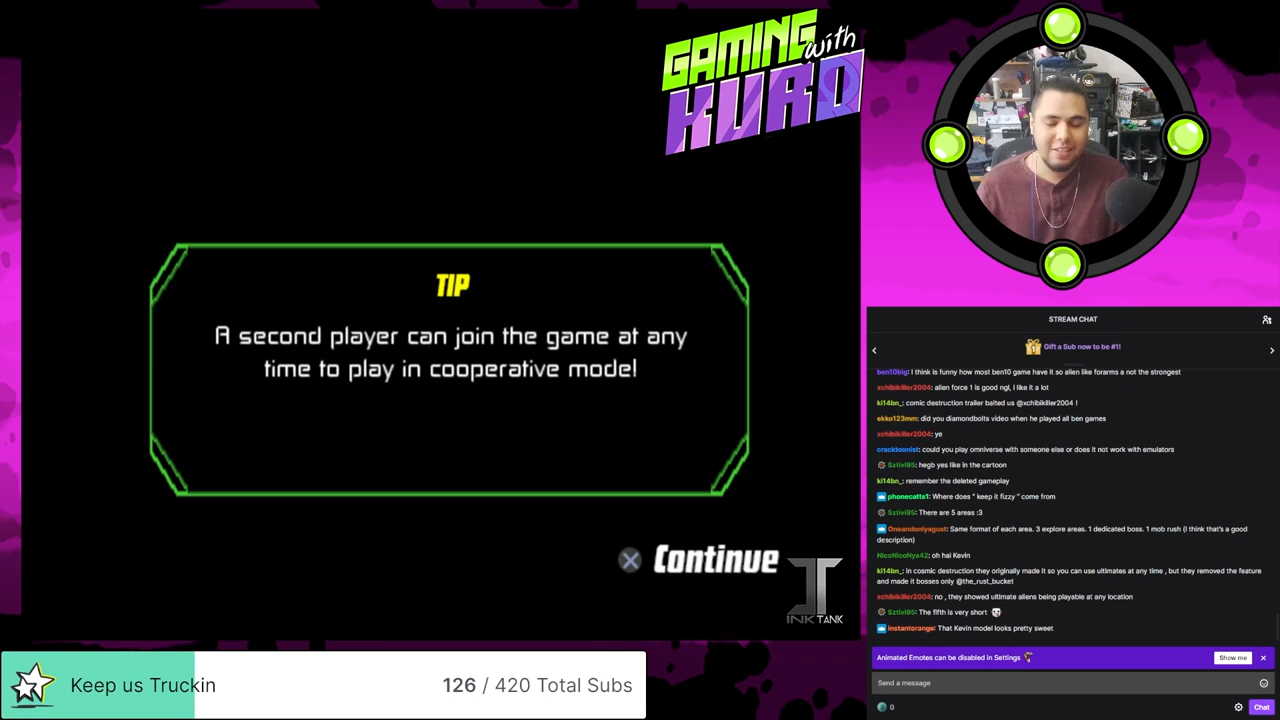 GAMING with
KURO
TIP
A second player can join the game at any
time to play in cooperative mode!
Continue
INKTANK
Keep us Truckin
126 / 420 Total Subs
STREAM CHAT
Gift a Sub now to be #1!
ben10big: I think is funny how most ben10 game have it so alien like forarms a not the strongest
xchibikiller2004: alien force 1 is good ngl, i like it a lot
ki14bn_: comic destruction trailer baited us @xchibikiller2004 !
ekko123mm: did you diamondbolts video when he played all ben games
xchibikiller2004: ye
cracktoonist: could you play omniverse with someone else or does it not work with emulators
Sztivi95: hegb yes like in the cartoon
ki14bn_: remember the deleted gameplay
phonecatts1: Where does " keep it fizzy " come from
Sztivi95: There are 5 areas :3
Oneandonlyagust: Same format of each area. 3 explore areas. 1 dedicated boss. 1 mob rush (i think that's a good
description)
NicoNicoNya42: oh hai Kevin
ki14bn_: in cosmic destruction they originally made it so you can use ultimates at any time , but they removed the feature
and made it bosses only @the_rust_bucket
xchibikiller2004: no , they showed ultimate aliens being playable at any location
Sztivi95: The fifth is very short
instantorange: That Kevin model looks pretty sweet
Animated Emotes can be disabled in Settings
Show me
Send a message
0
Chat